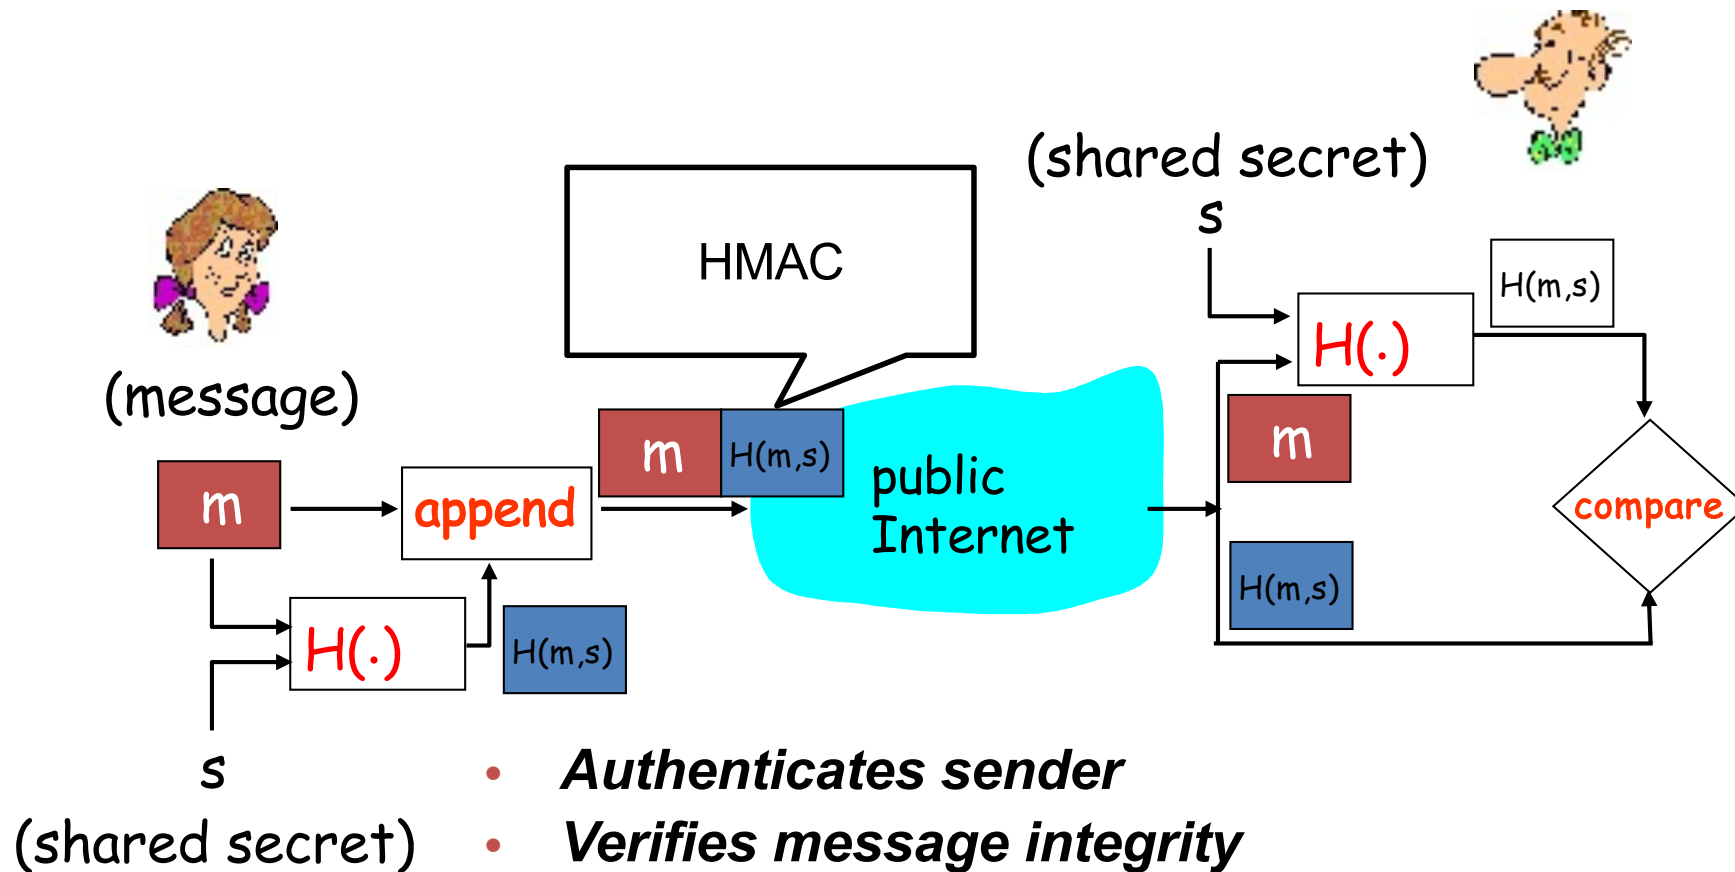 (shared secret)
s
HMAC
H(m,s)
H(.)
(message)
m
H(m,s)
m
m
append
public
Internet
compare
H(m,s)
H(.)
H(m,s)
s
(shared secret)
• Authenticates sender
• Verifies message integrity